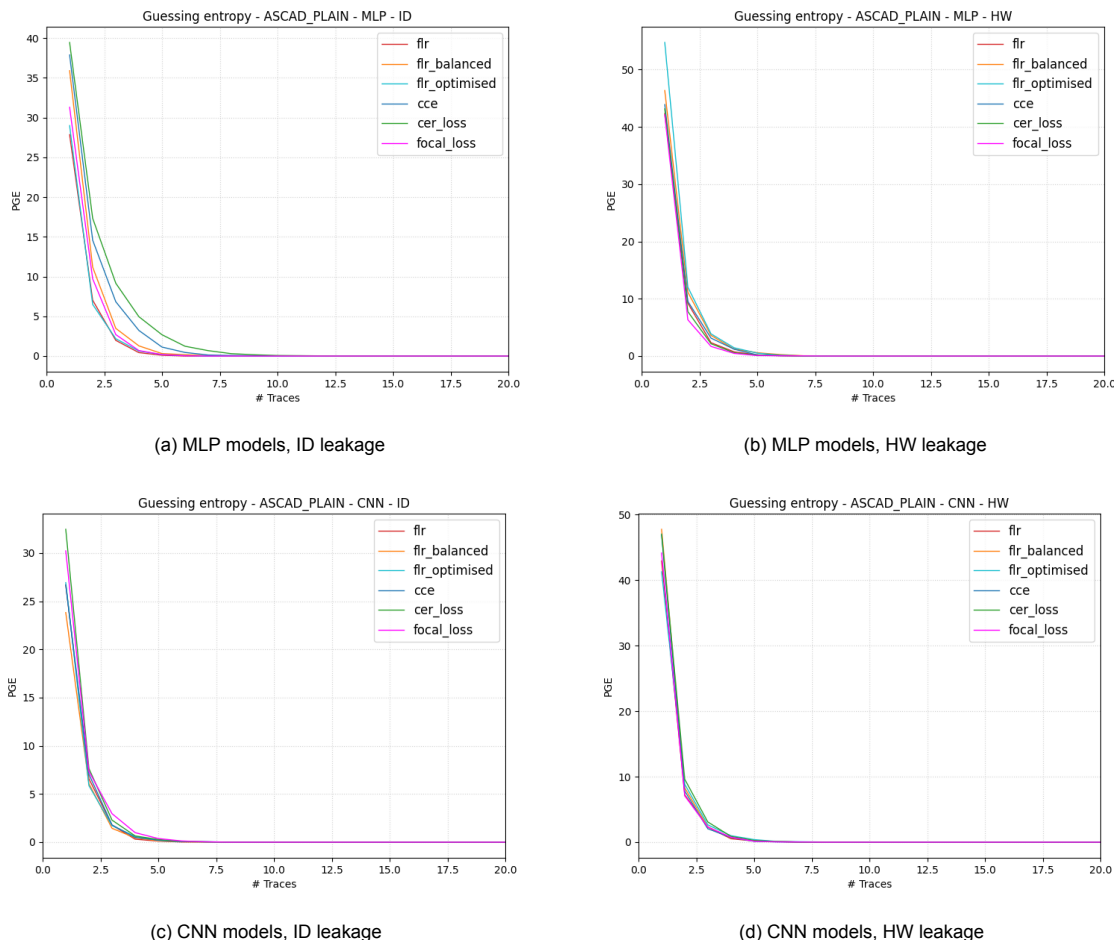 Guessing entropy - ASCAD_PLAIN - MLP - ID
40
35
30
25
20
15
10
5
0
PGE
0.0 2.5 5.0 7.5 10.0 12.5 15.0 17.5 20.0
# Traces
flr
flr_balanced
flr_optimised
cce
cer_loss
focal_loss
(a) MLP models, ID leakage
Guessing entropy - ASCAD_PLAIN - MLP - HW
50
40
30
20
10
0
PGE
0.0 2.5 5.0 7.5 10.0 12.5 15.0 17.5 20.0
# Traces
flr
flr_balanced
flr_optimised
cce
cer_loss
focal_loss
(b) MLP models, HW leakage
Guessing entropy - ASCAD_PLAIN - CNN - ID
30
25
20
15
10
5
0
PGE
0.0 2.5 5.0 7.5 10.0 12.5 15.0 17.5 20.0
# Traces
flr
flr_balanced
flr_optimised
cce
cer_loss
focal_loss
(c) CNN models, ID leakage
Guessing entropy - ASCAD_PLAIN - CNN - HW
50
40
30
20
10
0
PGE
0.0 2.5 5.0 7.5 10.0 12.5 15.0 17.5 20.0
# Traces
flr
flr_balanced
flr_optimised
cce
cer_loss
focal_loss
(d) CNN models, HW leakage